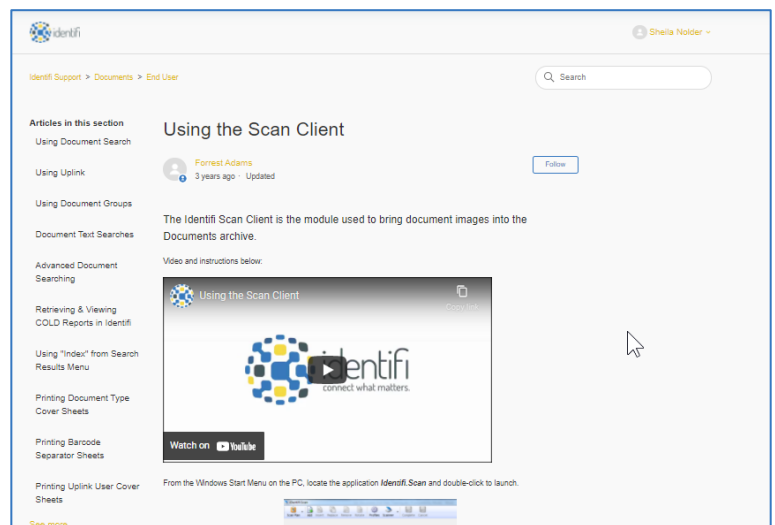 identifi
Sheila Nolder
Identifi Support > Documents > End User
Search
Articles in this section
Using Document Search
Using Uplink
Using Document Groups
Document Text Searches
Advanced Document
Searching
Retrieving & Viewing
COLD Reports in Identifi
Using "Index" from Search
Results Menu
Printing Document Type
Cover Sheets
Printing Barcode
Separator Sheets
Printing Uplink User Cover
Sheets
See more
Using the Scan Client
Forrest Adams
3 years ago · Updated
Follow
The Identifi Scan Client is the module used to bring document images into the
Documents archive.
Video and instructions below:
Using the Scan Client
Copy link
identifi
connect what matters.
Watch on YouTube
From the Windows Start Menu on the PC, locate the application Identifi.Scan and double-click to launch.